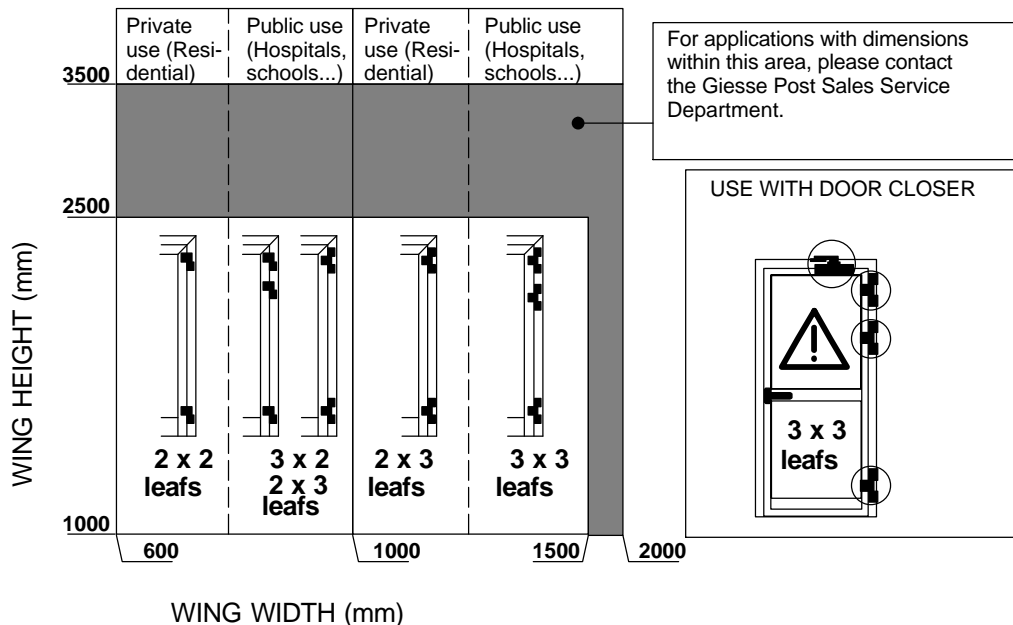 Private
use (Resi-
dential)
Public use
(Hospitals,
schools...)
Private
use (Resi-
dential)
Public use
(Hospitals,
schools...)
For applications with dimensions
within this area, please contact
the Giesse Post Sales Service
Department.
3500
2500
1000
WING HEIGHT (mm)
2 x 2
leafs
3 x 2
2 x 3
leafs
2 x 3
leafs
3 x 3
leafs
600
1000
1500
2000
WING WIDTH (mm)
USE WITH DOOR CLOSER
!
3 x 3
leafs